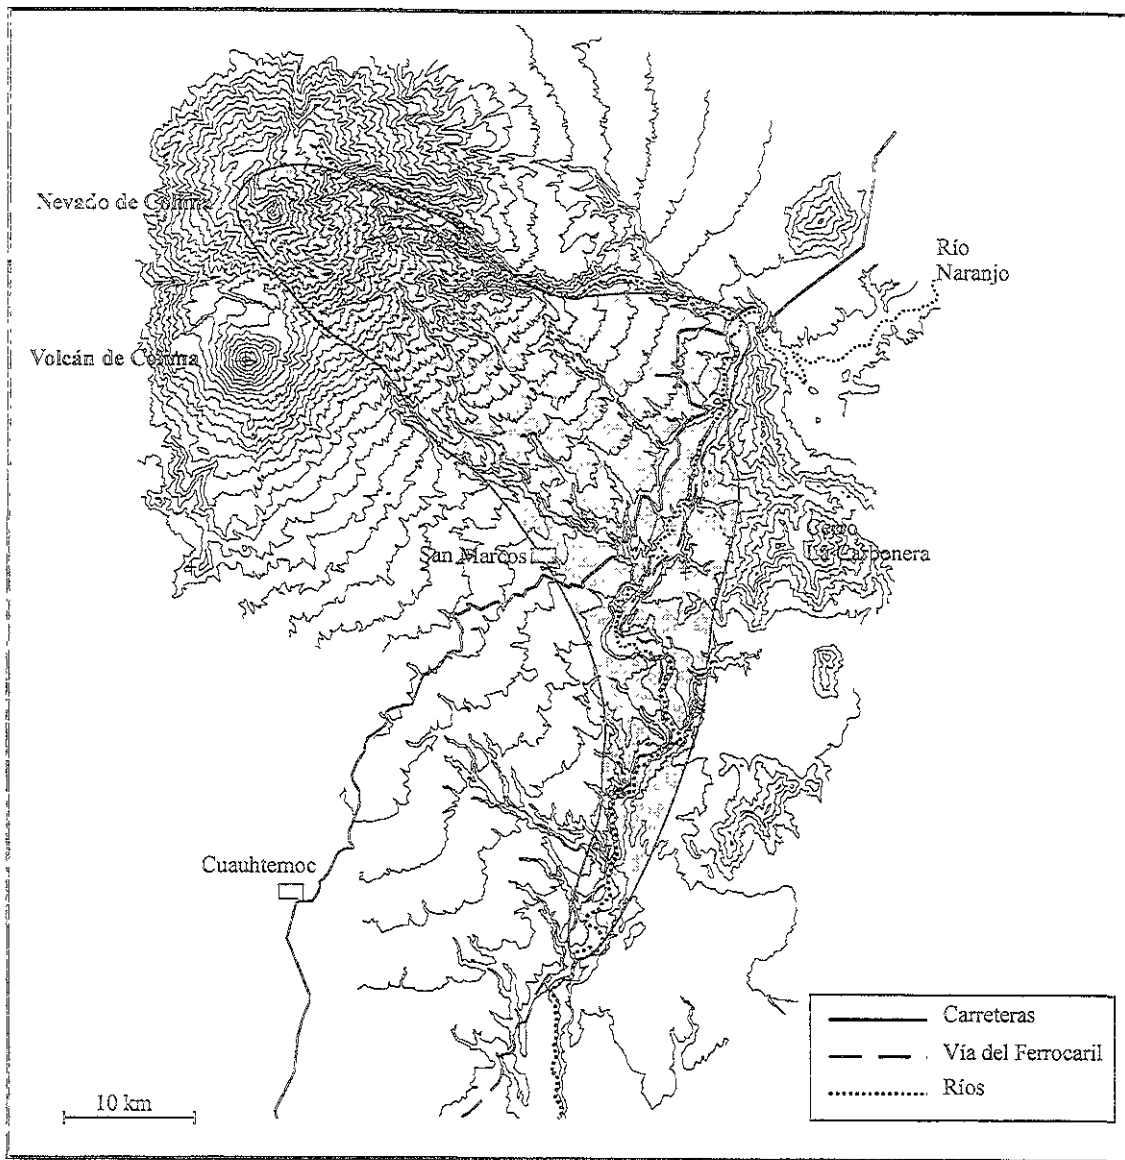 Nevado de Colima
Río
Naranjo
Volcán de Colima
Cerro
La Carbonera
San Marcos
Cuauhtemoc
Carreteras
Vía del Ferrocaril
Ríos
10 km